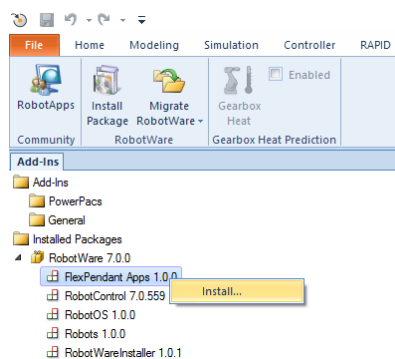 File Home Modeling Simulation Controller RAPID
RobotApps Install Package Migrate RobotWare Gearbox Heat Enabled
Community RobotWare Gearbox Heat Prediction
Add-Ins
Add-Ins
PowerPacs
General
Installed Packages
RobotWare 7.0.0
FlexPendant Apps 1.0.0
Install...
RobotControl 7.0.559
RobotOS 1.0.0
Robots 1.0.0
RobotWareInstaller 1.0.1